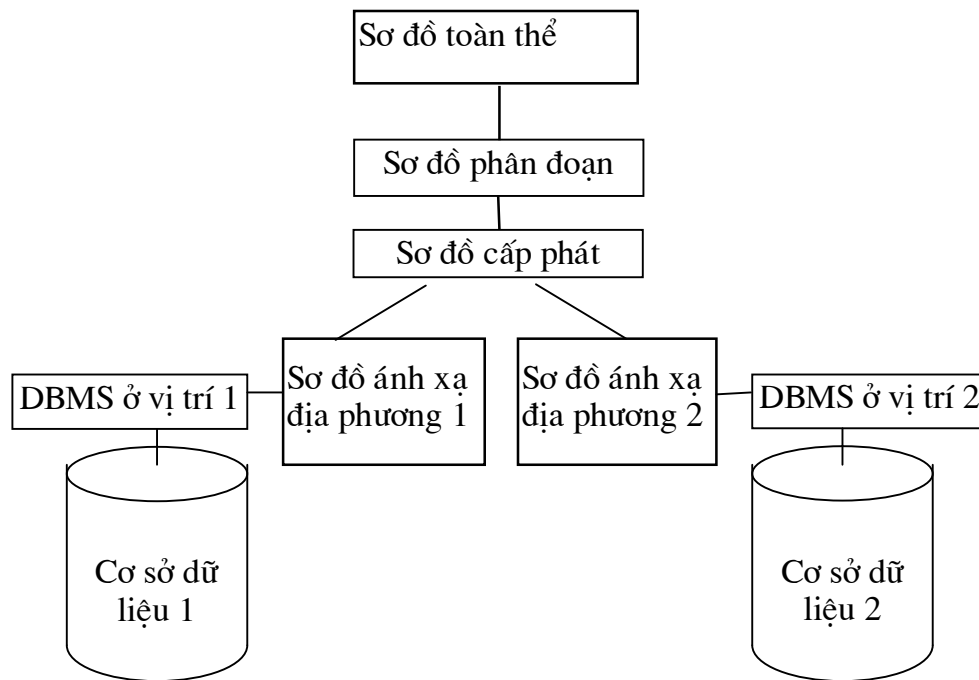 Sơ đồ toàn thể
Sơ đồ phân đoạn
Sơ đồ cấp phát
Sơ đồ ánh xạ
địa phương 1
Sơ đồ ánh xạ
địa phương 2
DBMS ở vị trí 1
DBMS ở vị trí 2
Cơ sở dữ
liệu 1
Cơ sở dữ
liệu 2